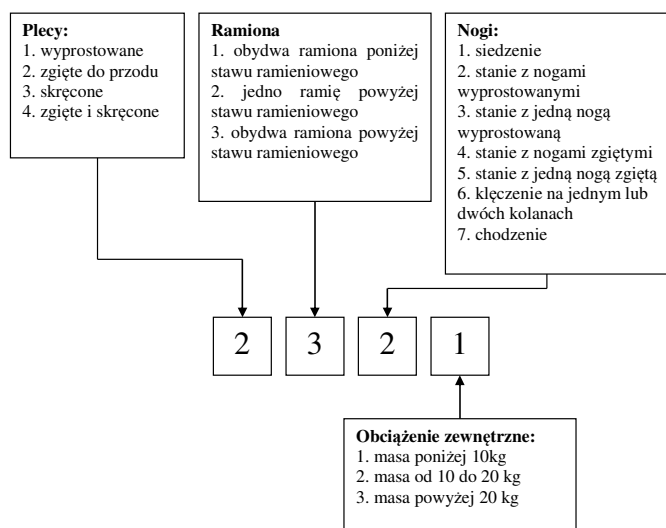 Plecy:
1. wyprostowane
2. zgięte do przodu
3. skręcone
4. zgięte i skręcone
Ramiona
1. obydwa ramiona poniżej
stawu ramieniowego
2. jedno ramię powyżej
stawu ramieniowego
3. obydwa ramiona powyżej
stawu ramieniowego
Nogi:
1. siedzenie
2. stanie z nogami
wyprostowanymi
3. stanie z jedną nogą
wyprostowaną
4. stanie z nogami zgiętymi
5. stanie z jedną nogą zgiętą
6. klęczenie na jednym lub
dwóch kolanach
7. chodzenie
2 3 2 1
Obciążenie zewnętrzne:
1. masa poniżej 10kg
2. masa od 10 do 20 kg
3. masa powyżej 20 kg